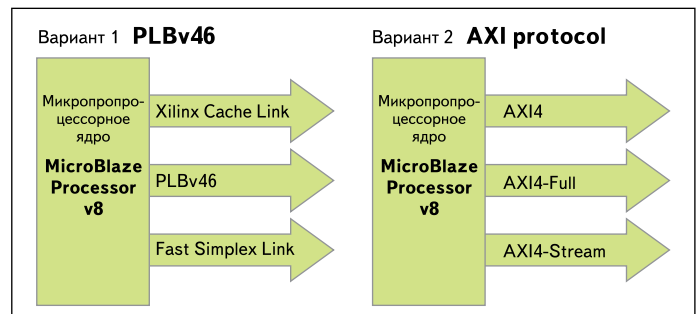 Вариант 1 PLBv46
Микропропро-
цессорное
ядро
MicroBlaze
Processor
v8
Xilinx Cache Link
PLBv46
Fast Simplex Link
Вариант 2 AXI protocol
Микропропро-
цессорное
ядро
MicroBlaze
Processor
v8
AXI4
AXI4-Full
AXI4-Stream